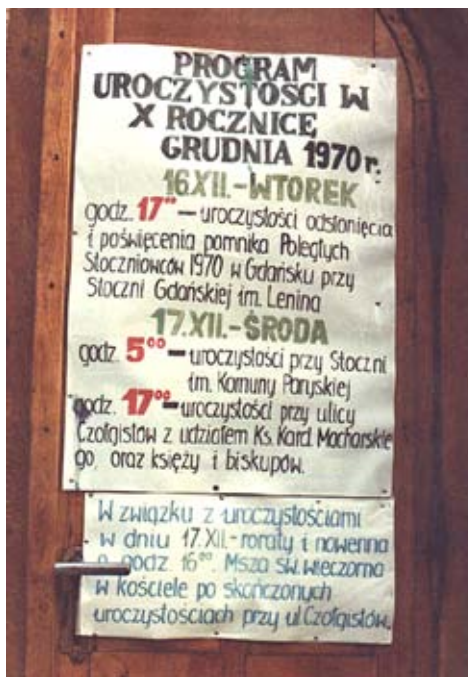 PROGRAM
UROCZYSTOSCI W
X ROCZNICĘ
GRUDNIA 1970 r.
16 XII.-WTOREK
godz. 17⁰⁰ – uroczystości odsłonięcia
i poświęcenia pomnika Poległych
Stoczniowców 1970 w Gdańsku przy
Stoczni Gdańskiej im. Lenina
17.XII.-ŚRODA
godz. 5⁰⁰ – uroczystości przy Stoczni
im. Komuny Paryskiej
godz. 17⁰⁰ – uroczystości przy ulicy
Czołgistów z udziałem Ks. Kard. Macharskie
go, oraz księży i biskupów.
W związku z uroczystościami
w dniu 17.XII.-roraty i nowenna
o godz. 16⁰⁰. Msza św. wieczorna
w kościele po skończonych
uroczystościach przy ul. Czołgistów.